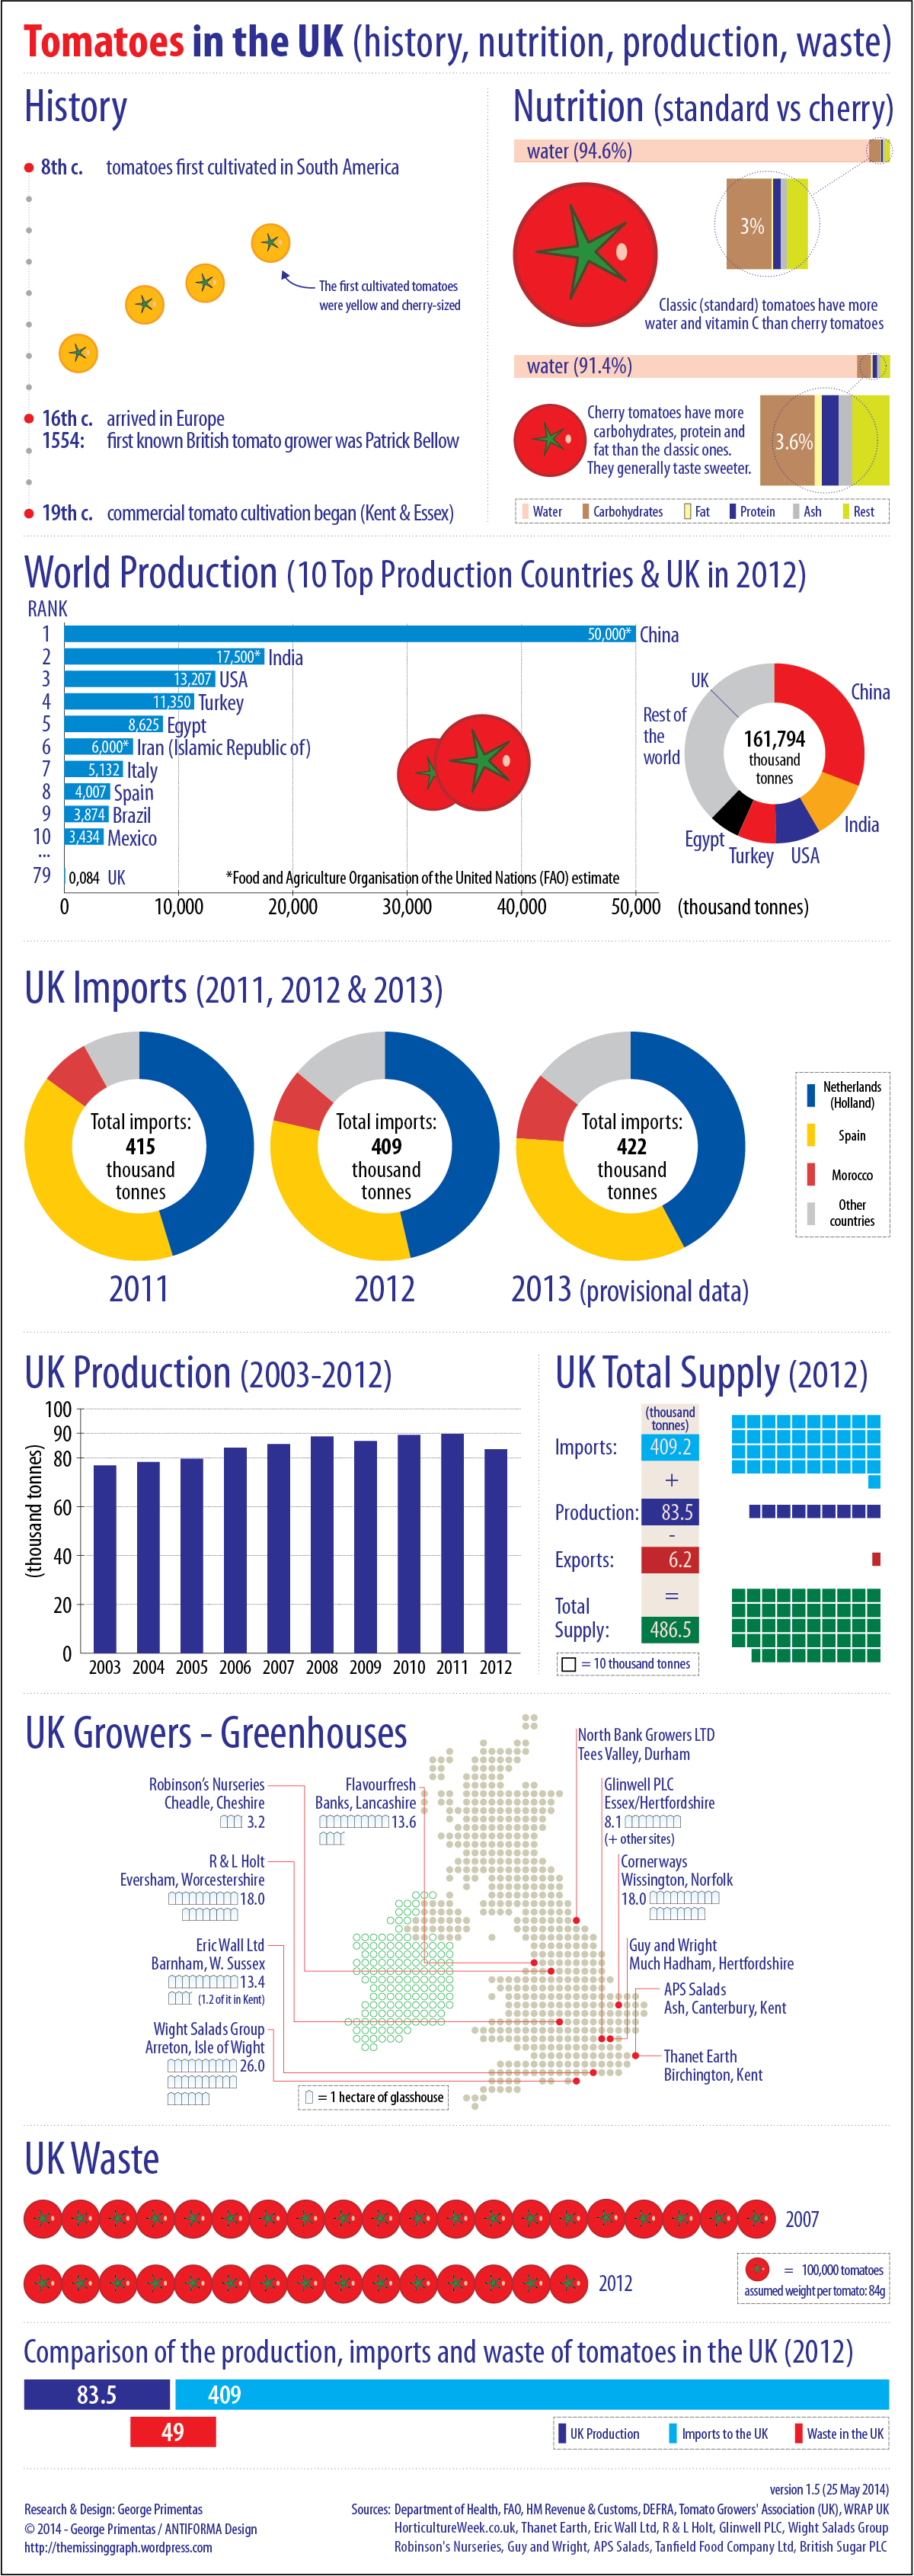 Tomatoes in the UK (history, nutrition, production, waste)
History
8th c. tomatoes first cultivated in South America
The first cultivated tomatoes
were yellow and cherry-sized
16th c. arrived in Europe
1554: first known British tomato grower was Patrick Bellow
19th c. commercial tomato cultivation began (Kent & Essex)
Nutrition (standard vs cherry)
water (94.6%)
3%
Classic (standard) tomatoes have more
water and vitamin C than cherry tomatoes
water (91.4%)
Cherry tomatoes have more
carbohydrates, protein and
fat than the classic ones.
They generally taste sweeter.
3.6%
Water Carbohydrates Fat Protein Ash Rest
World Production (10 Top Production Countries & UK in 2012)
RANK
1 50,000* China
2 17,500* India
3 13,207 USA
4 11,350 Turkey
5 8,625 Egypt
6 6,000* Iran (Islamic Republic of)
7 5,132 Italy
8 4,007 Spain
9 3,874 Brazil
10 3,434 Mexico
...
79 0,084 UK
*Food and Agriculture Organisation of the United Nations (FAO) estimate
0 10,000 20,000 30,000 40,000 50,000 (thousand tonnes)
UK
China
Rest of
the
world
161,794
thousand
tonnes
India
Egypt
Turkey
USA
UK Imports (2011, 2012 & 2013)
Total imports:
415
thousand
tonnes
2011
Total imports:
409
thousand
tonnes
2012
Total imports:
422
thousand
tonnes
2013 (provisional data)
Netherlands
(Holland)
Spain
Morocco
Other
countries
UK Production (2003-2012)
(thousand tonnes)
100
90
80
60
40
20
0
2003 2004 2005 2006 2007 2008 2009 2010 2011 2012
UK Total Supply (2012)
(thousand
tonnes)
Imports: 409.2
+
Production: 83.5
-
Exports: 6.2
=
Total
Supply: 486.5
= 10 thousand tonnes
UK Growers - Greenhouses
Robinson's Nurseries
Cheadle, Cheshire
3.2
Flavourfresh
Banks, Lancashire
13.6
R & L Holt
Eversham, Worcestershire
18.0
Eric Wall Ltd
Barnham, W. Sussex
13.4
(1.2 of it in Kent)
Wight Salads Group
Arreton, Isle of Wight
26.0
= 1 hectare of glasshouse
North Bank Growers LTD
Tees Valley, Durham
Glinwell PLC
Essex/Hertfordshire
8.1
(+ other sites)
Cornerways
Wissington, Norfolk
18.0
Guy and Wright
Much Hadham, Hertfordshire
APS Salads
Ash, Canterbury, Kent
Thanet Earth
Birchington, Kent
UK Waste
2007
2012
= 100,000 tomatoes
assumed weight per tomato: 84g
Comparison of the production, imports and waste of tomatoes in the UK (2012)
83.5 409
49
UK Production Imports to the UK Waste in the UK
version 1.5 (25 May 2014)
Research & Design: George Primentas
© 2014 - George Primentas / ANTIFORMA Design
http://themissinggraph.wordpress.com
Sources: Department of Health, FAO, HM Revenue & Customs, DEFRA, Tomato Growers' Association (UK), WRAP UK
HorticultureWeek.co.uk, Thanet Earth, Eric Wall Ltd, R & L Holt, Glinwell PLC, Wight Salads Group
Robinson's Nurseries, Guy and Wright, APS Salads, Tanfield Food Company Ltd, British Sugar PLC